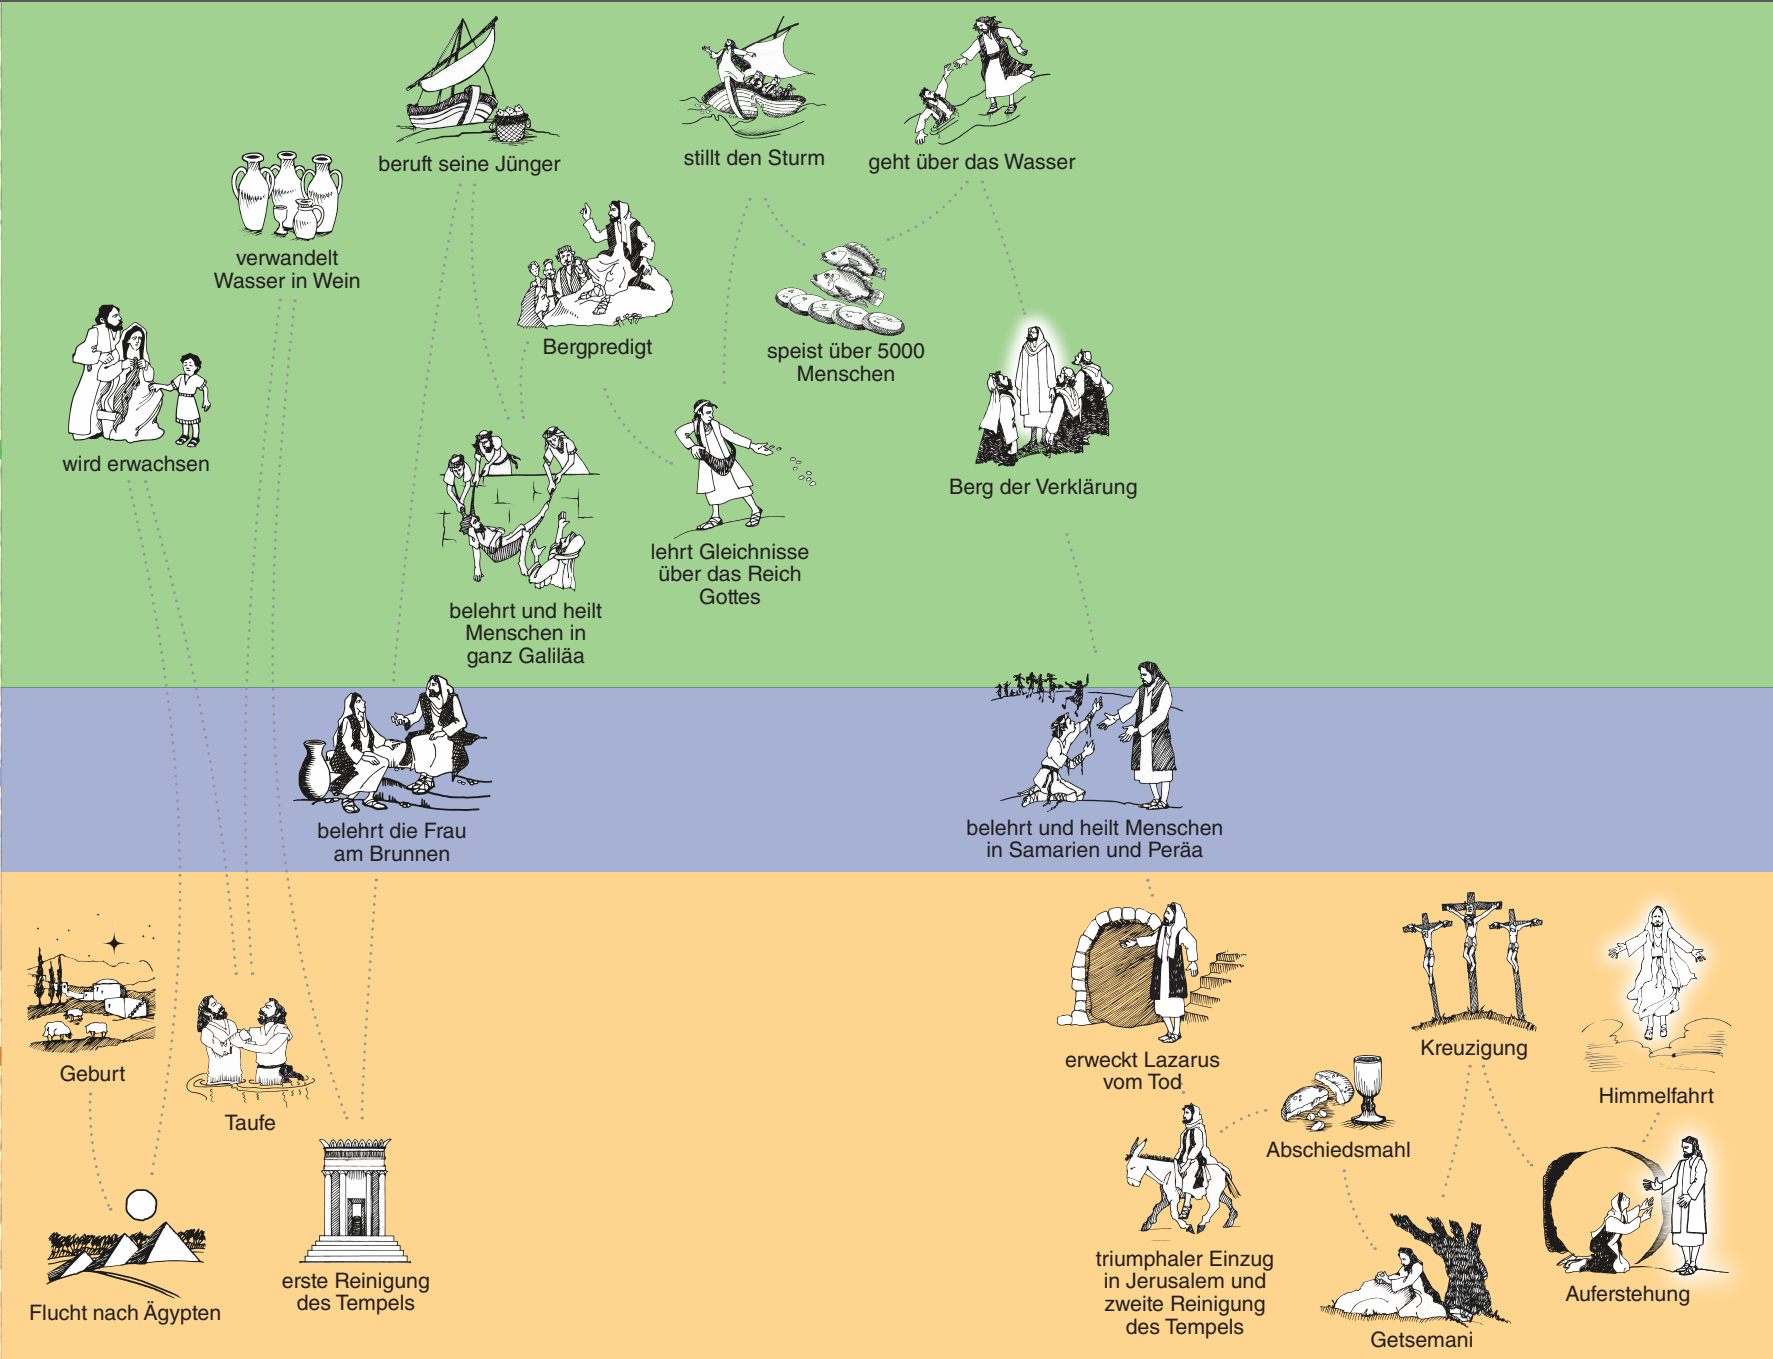 beruft seine Jünger
stillt den Sturm
geht über das Wasser
verwandelt
Wasser in Wein
Bergpredigt
speist über 5000
Menschen
wird erwachsen
Berg der Verklärung
lehrt Gleichnisse
über das Reich
Gottes
belehrt und heilt
Menschen in
ganz Galiläa
belehrt die Frau
am Brunnen
belehrt und heilt Menschen
in Samarien und Peräa
Geburt
Taufe
erweckt Lazarus
vom Tod
Kreuzigung
Himmelfahrt
Abschiedsmahl
Flucht nach Ägypten
erste Reinigung
des Tempels
triumphaler Einzug
in Jerusalem und
zweite Reinigung
des Tempels
Getsemani
Auferstehung